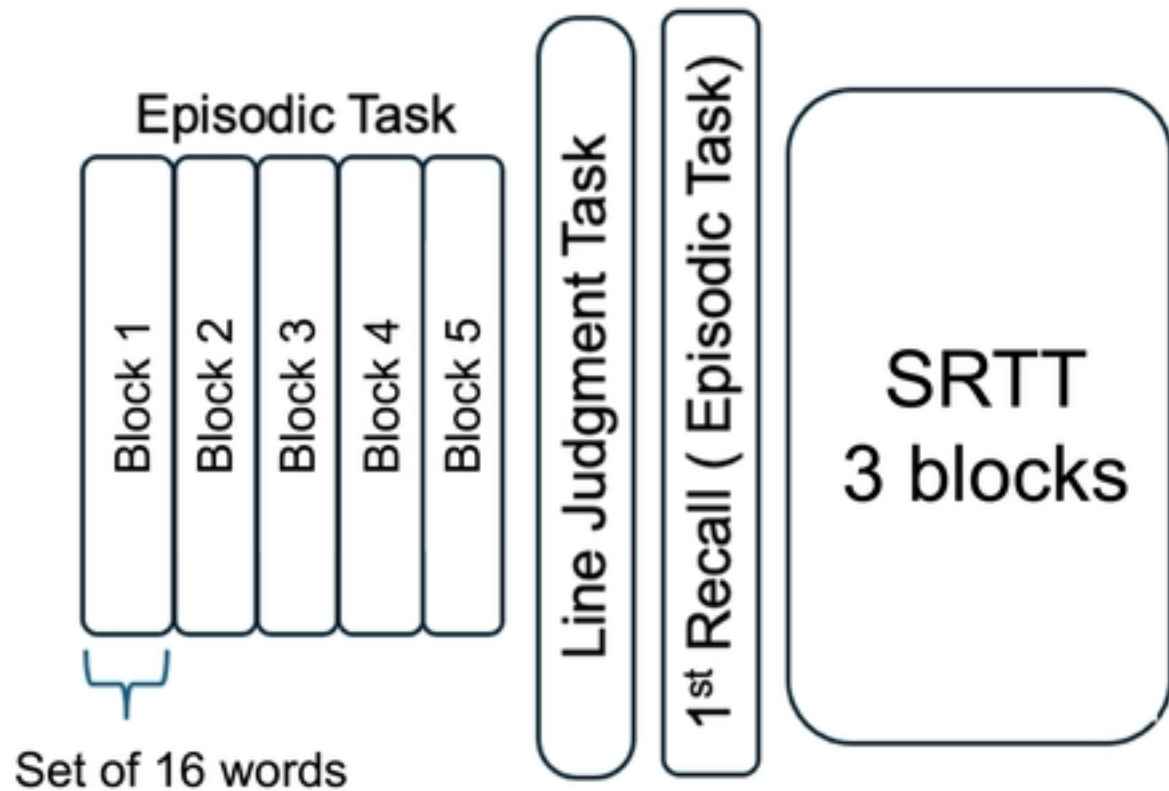 Episodic Task
Block 1
Block 2
Block 3
Block 4
Block 5
Set of 16 words
Line Judgment Task
1st Recall ( Episodic Task)
SRTT
3 blocks